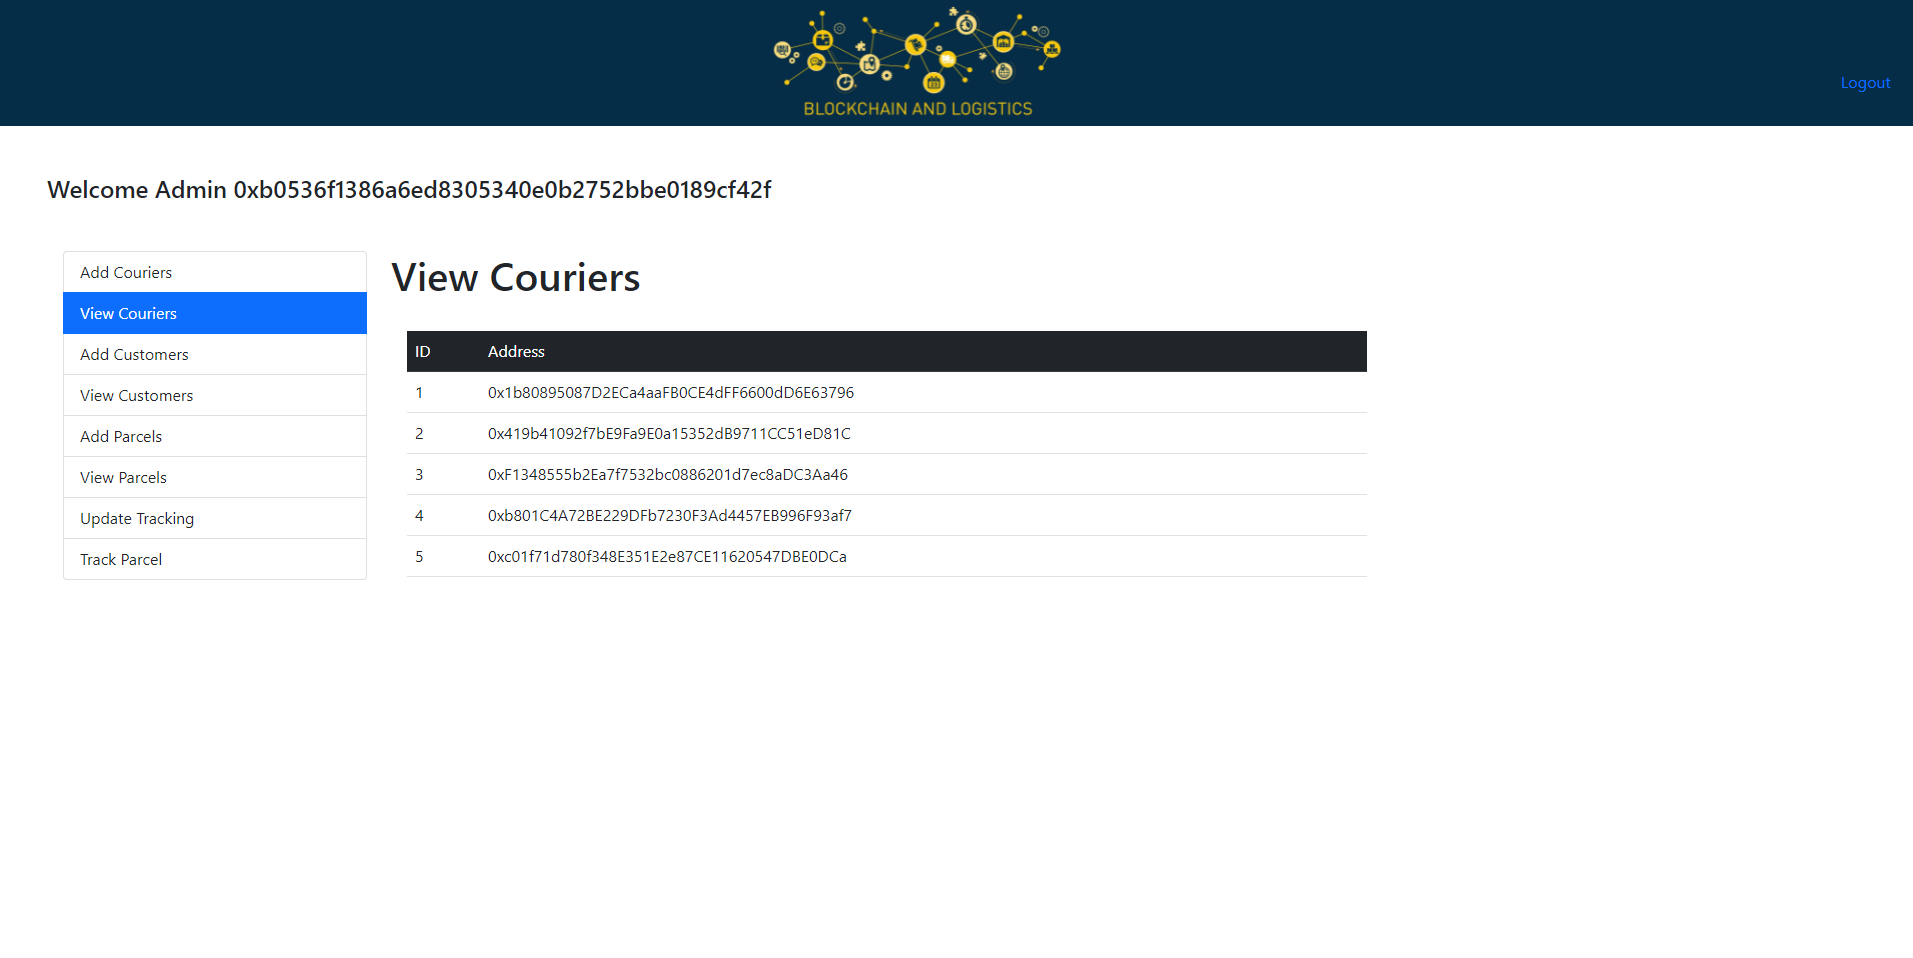 BLOCKCHAIN AND LOGISTICS
Logout
Welcome Admin 0xb0536f1386a6ed8305340e0b2752bbe0189cf42f
Add Couriers
View Couriers
Add Customers
View Customers
Add Parcels
View Parcels
Update Tracking
Track Parcel
View Couriers
ID Address
1 0x1b80895087D2ECa4aaFB0CE4dFF6600dD6E63796
2 0x419b41092f7bE9Fa9E0a15352dB9711CC51eD81C
3 0xF1348555b2Ea7f7532bc0886201d7ec8aDC3Aa46
4 0xb801C4A72BE229DFb7230F3Ad4457EB996F93af7
5 0xc01f71d780f348E351E2e87CE11620547DBE0DCa